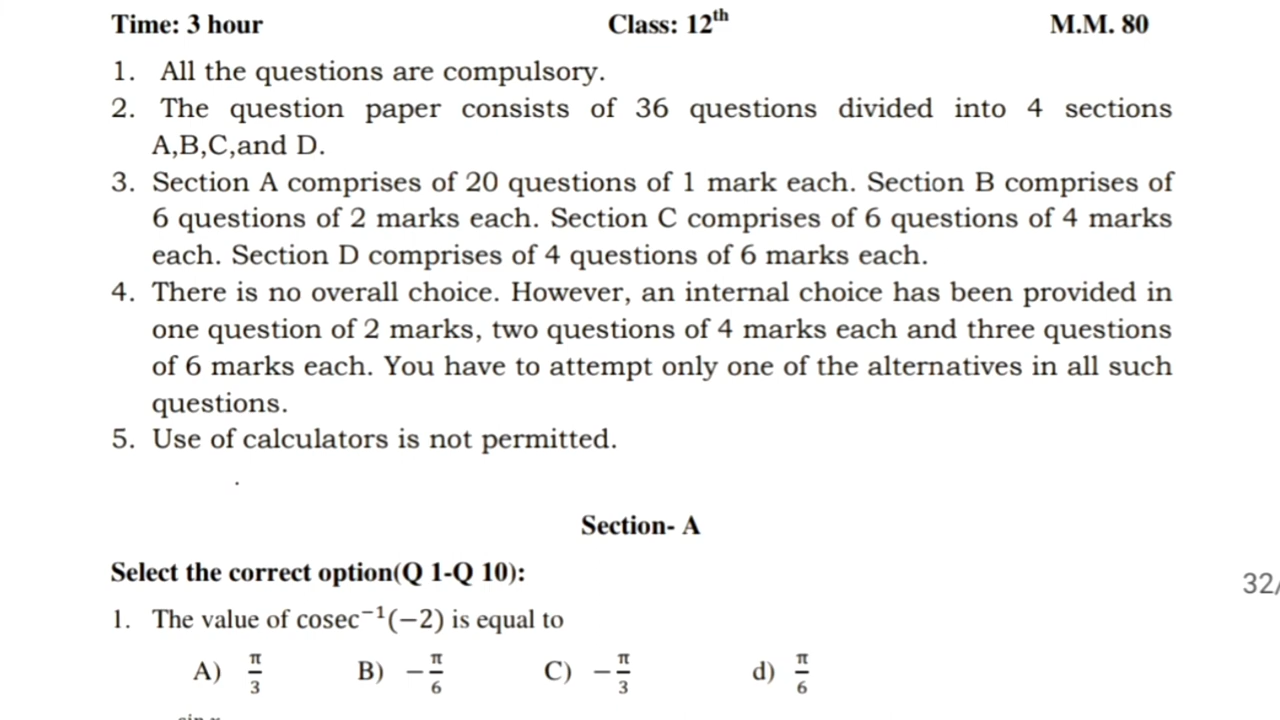 Time: 3 hour Class: 12th M.M. 80
1. All the questions are compulsory.
2. The question paper consists of 36 questions divided into 4 sections
A,B,C,and D.
3. Section A comprises of 20 questions of 1 mark each. Section B comprises of
6 questions of 2 marks each. Section C comprises of 6 questions of 4 marks
each. Section D comprises of 4 questions of 6 marks each.
4. There is no overall choice. However, an internal choice has been provided in
one question of 2 marks, two questions of 4 marks each and three questions
of 6 marks each. You have to attempt only one of the alternatives in all such
questions.
5. Use of calculators is not permitted.
Section- A
Select the correct option(Q 1-Q 10):
32/
1. The value of cosec⁻¹(−2) is equal to
A) π/3 B) −π/6 C) −π/3 d) π/6